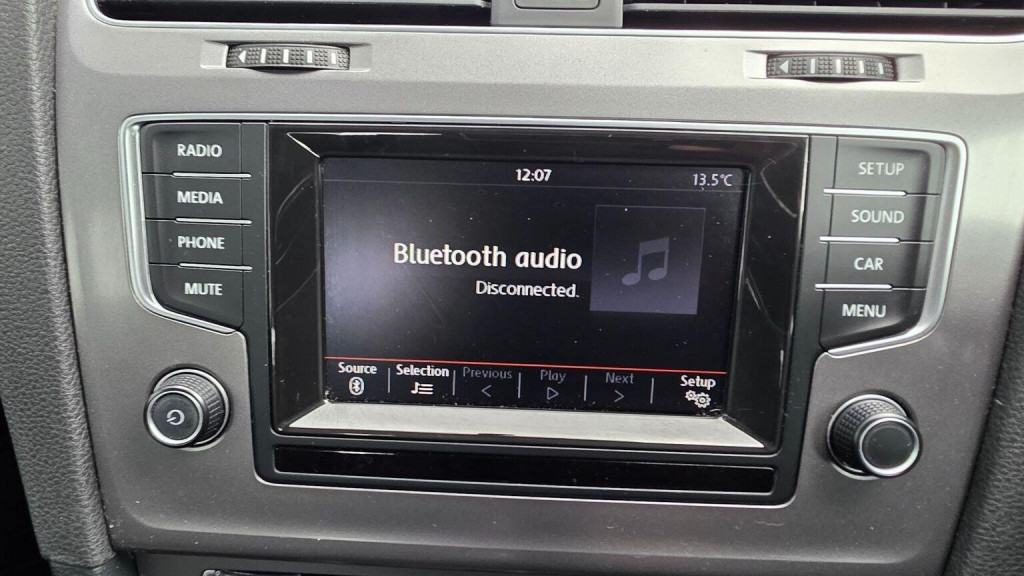 RADIO
MEDIA
PHONE
MUTE
12:07
13.5°C
Bluetooth audio
Disconnected.
Source
Selection
Previous
Play
Next
Setup
SETUP
SOUND
CAR
MENU